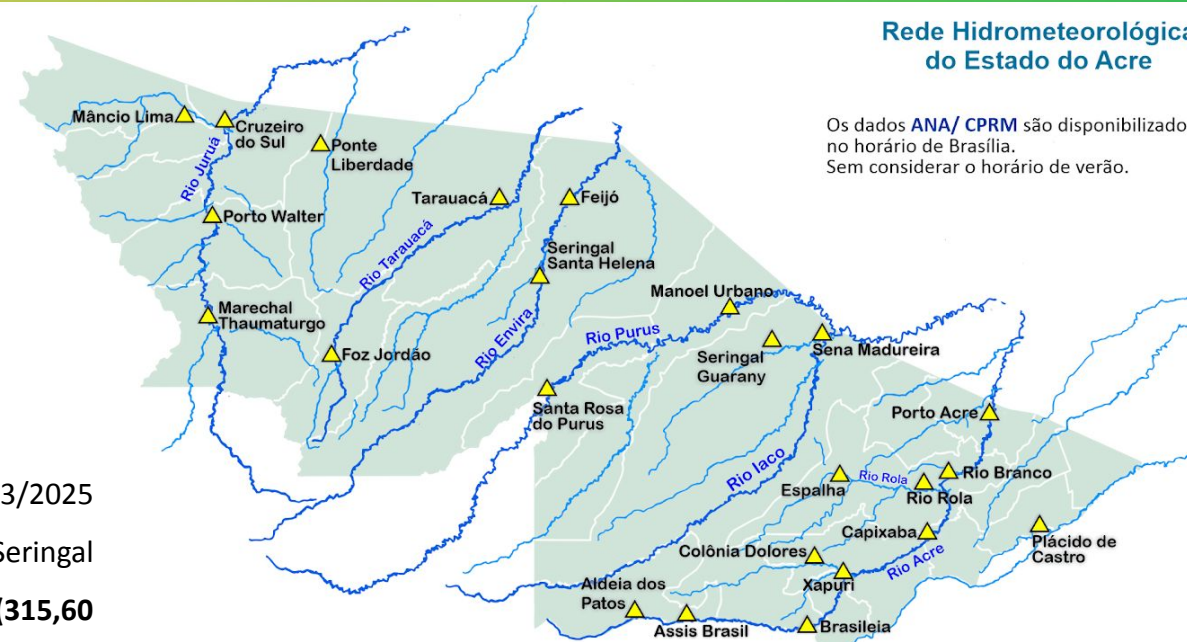 Rede Hidrometeorológica
do Estado do Acre
Os dados ANA/ CPRM são disponibilizado
no horário de Brasília.
Sem considerar o horário de verão.
Mâncio Lima
Cruzeiro
do Sul
Ponte
Liberdade
Rio Juruá
Porto Walter
Tarauacá
Feijó
Rio Tarauacá
Seringal
Santa Helena
Marechal
Thaumaturgo
Foz Jordão
Rio Envira
Manoel Urbano
Rio Purus
Seringal
Guarany
Sena Madureira
Santa Rosa
do Purus
Porto Acre
Rio Iaco
Espalha
Rio Rola
Rio Rola
Rio Branco
Capixaba
Plácido de
Castro
Colônia Dolores
Xapuri
Rio Acre
Aldeia dos
Patos
Assis Brasil
Brasileia
3/2025
Seringal
(315,60